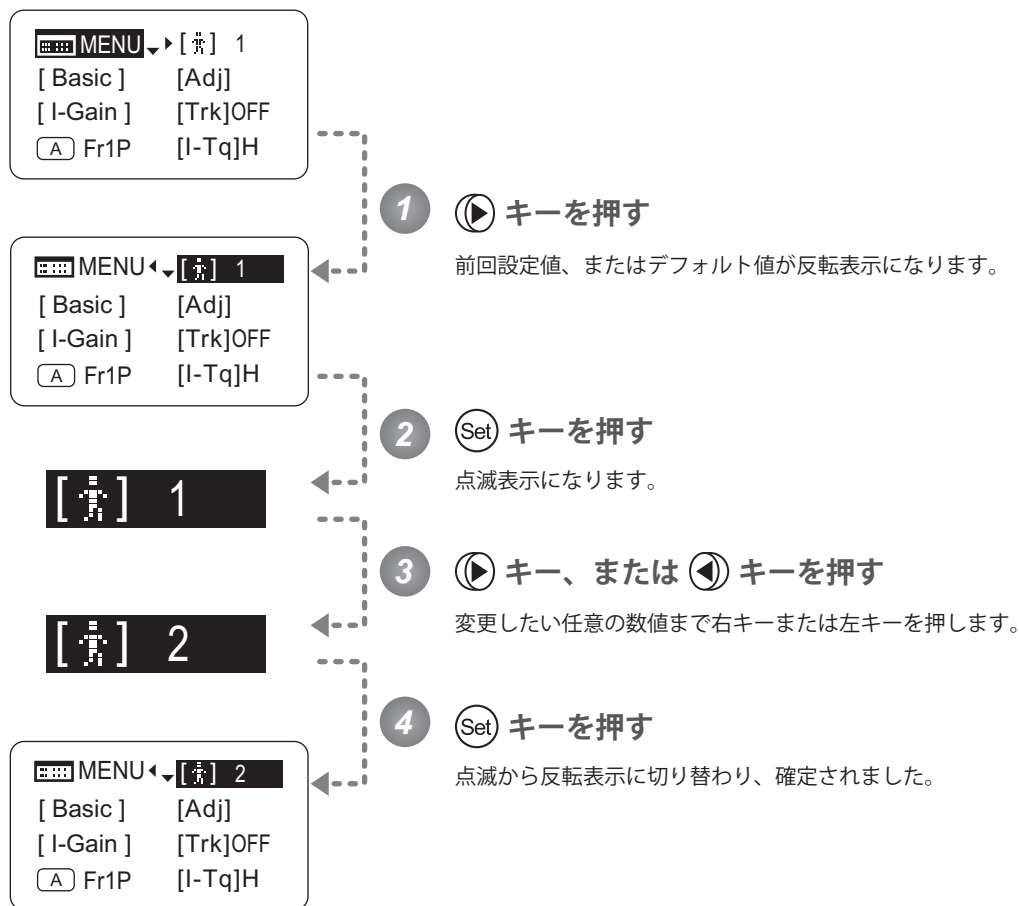 MENU [ ] 1
[ Basic ] [Adj]
[ I-Gain ] [Trk]OFF
A Fr1P [I-Tq]H
1 キーを押す
前回設定値、またはデフォルト値が反転表示になります。
MENU [ ] 1
[ Basic ] [Adj]
[ I-Gain ] [Trk]OFF
A Fr1P [I-Tq]H
2 Set キーを押す
点滅表示になります。
[ ] 1
3 キー、または キーを押す
変更したい任意の数値まで右キーまたは左キーを押します。
[ ] 2
4 Set キーを押す
点滅から反転表示に切り替わり、確定されました。
MENU [ ] 2
[ Basic ] [Adj]
[ I-Gain ] [Trk]OFF
A Fr1P [I-Tq]H